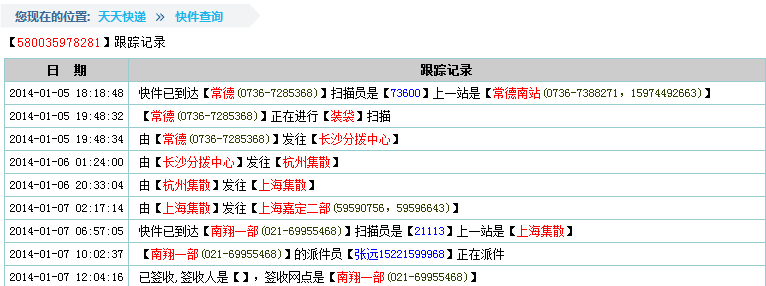 您现在的位置: 天天快递 » 快件查询
【580035978281】跟踪记录
日 期 跟踪记录
2014-01-05 18:18:48 快件已到达【常德(0736-7285368)】扫描员是【73600】上一站是【常德南站(0736-7388271，15974492663)】
2014-01-05 19:48:32 【常德(0736-7285368)】正在进行【装袋】扫描
2014-01-05 19:48:34 由【常德(0736-7285368)】发往【长沙分拨中心】
2014-01-06 01:24:00 由【长沙分拨中心】发往【杭州集散】
2014-01-06 20:33:04 由【杭州集散】发往【上海集散】
2014-01-07 02:17:14 由【上海集散】发往【上海嘉定二部(59590756，59596643)】
2014-01-07 06:57:05 快件已到达【南翔一部(021-69955468)】扫描员是【21113】上一站是【上海集散】
2014-01-07 10:02:37 【南翔一部(021-69955468)】的派件员【张远15221599968】正在派件
2014-01-07 12:04:16 已签收,签收人是【】，签收网点是【南翔一部(021-69955468)】